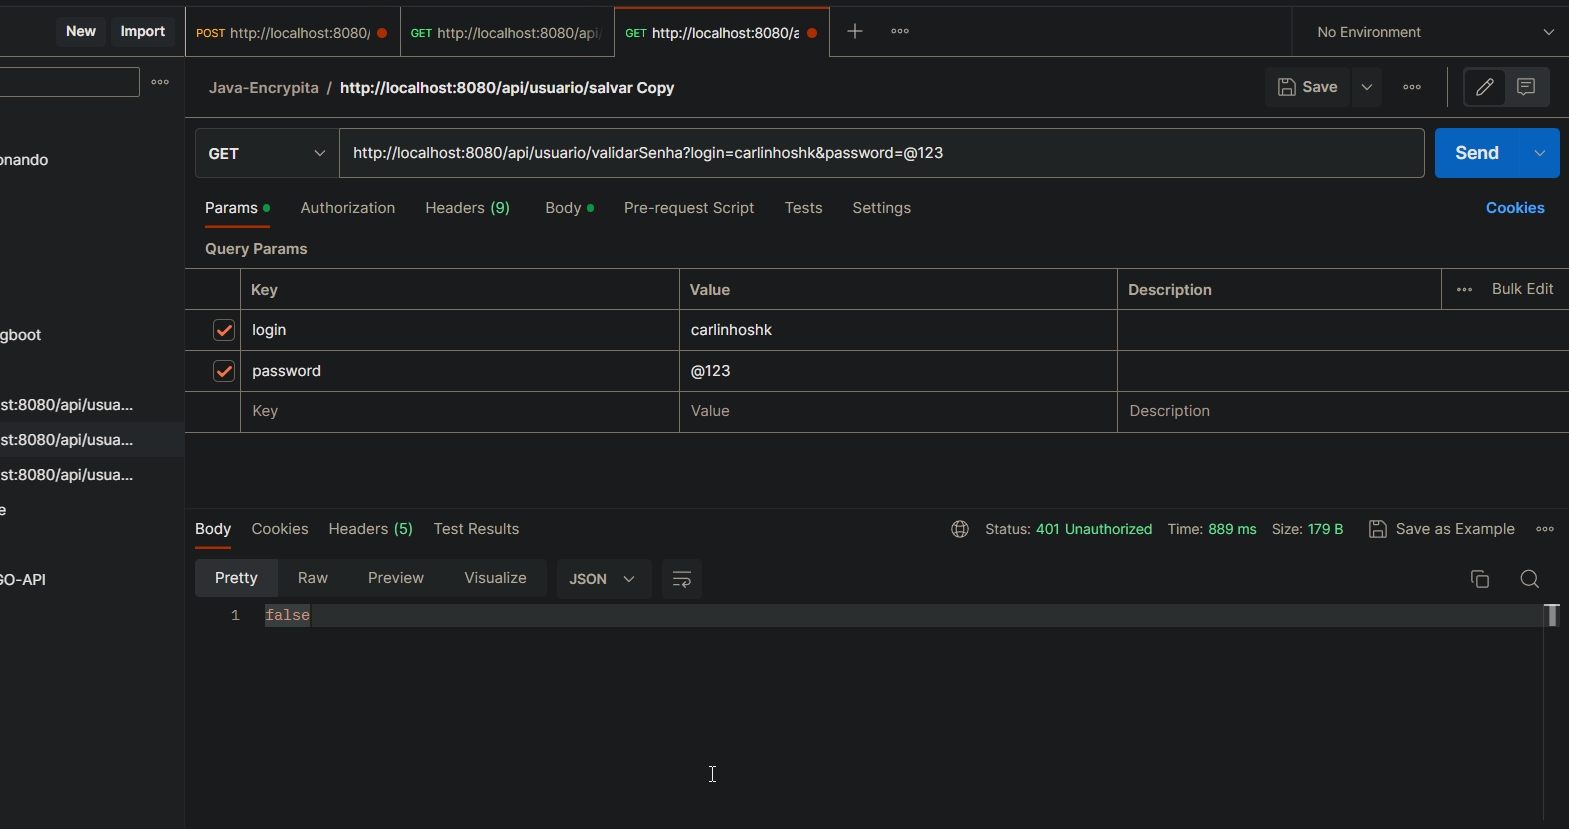 New Import POST http://localhost:8080/ GET http://localhost:8080/api/ GET http://localhost:8080/a No Environment
Java-Encrypita / http://localhost:8080/api/usuario/salvar Copy Save
onando
GET http://localhost:8080/api/usuario/validarSenha?login=carlinhoshk&password=@123 Send
Params Authorization Headers (9) Body Pre-request Script Tests Settings Cookies
Query Params
Key Value Description Bulk Edit
login carlinhoshk
gboot
password @123
st:8080/api/usua...
Key Value Description
st:8080/api/usua...
st:8080/api/usua...
e
Body Cookies Headers (5) Test Results Status: 401 Unauthorized Time: 889 ms Size: 179 B Save as Example
GO-API
Pretty Raw Preview Visualize JSON
1 false